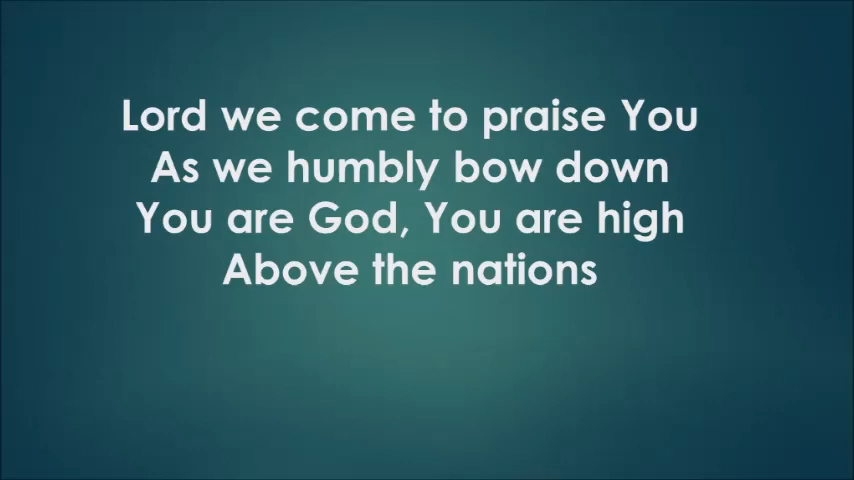 Lord we come to praise You
As we humbly bow down
You are God, You are high
Above the nations